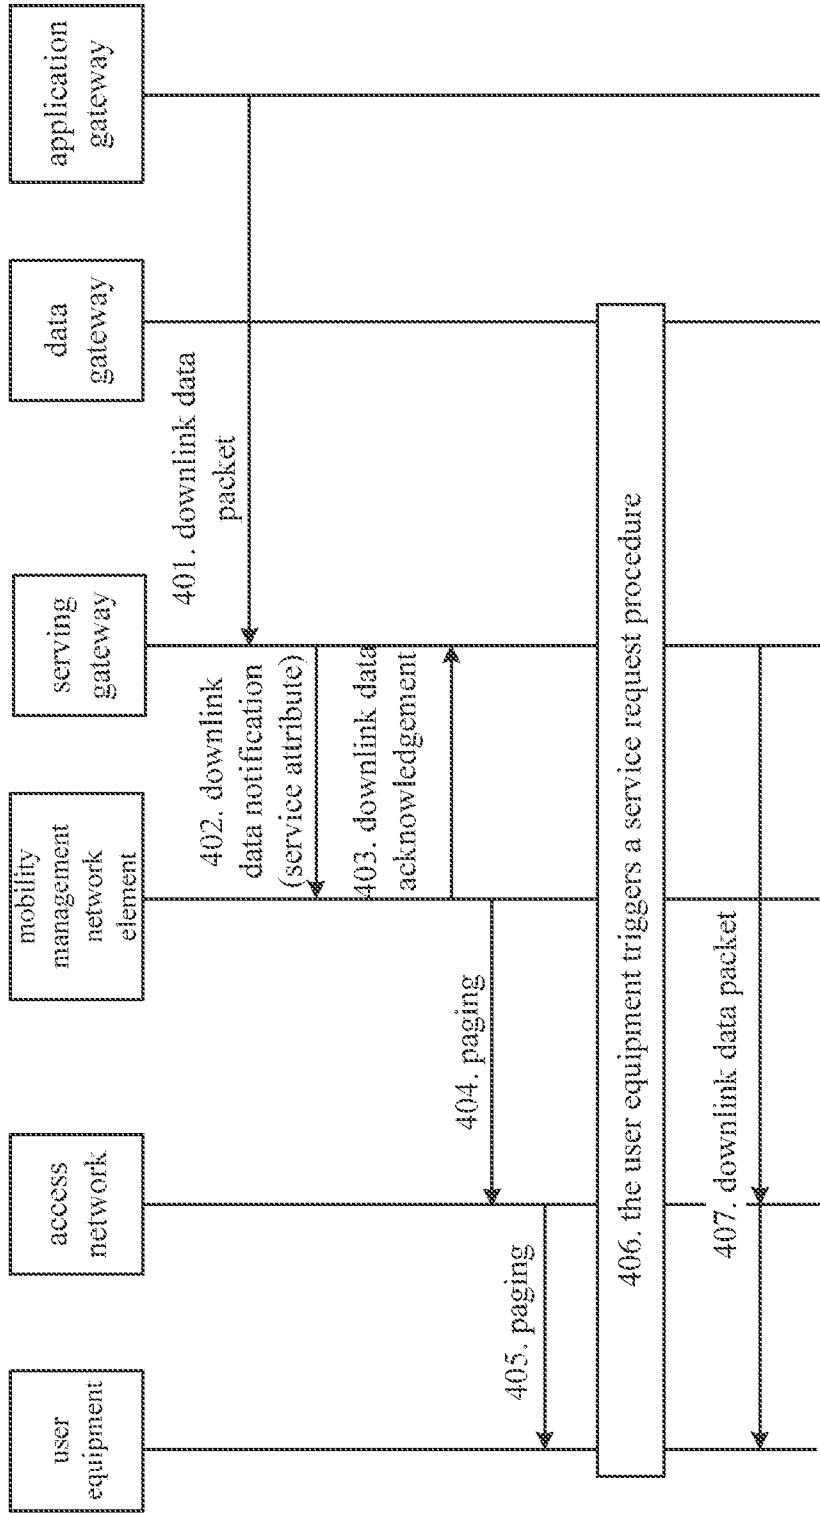 user
equipment
access
network
mobility
management
network
element
serving
gateway
data
gateway
application
gateway
401. downlink data
packet
402. downlink
data notification
(service attribute)
403. downlink data
acknowledgement
404. paging
405. paging
406. the user equipment triggers a service request procedure
407. downlink data packet